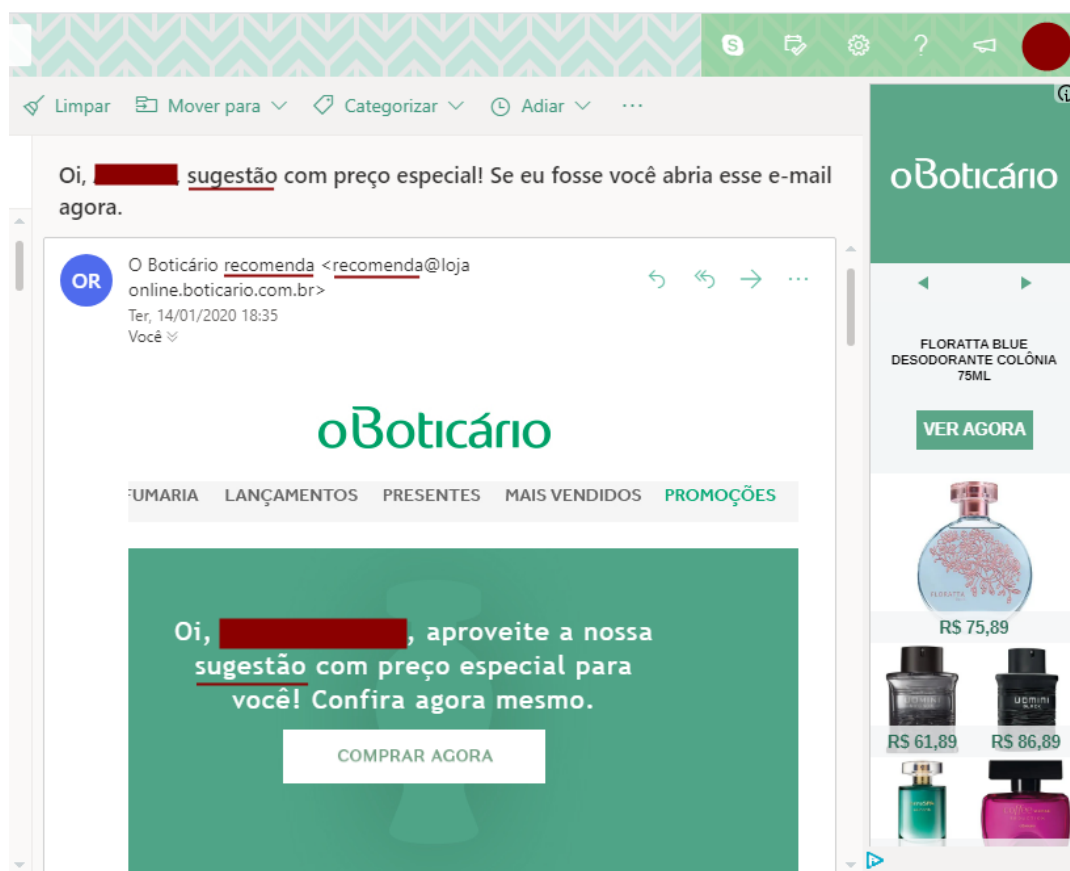 Limpar Mover para Categorizar Adiar ...
Oi, , sugestão com preço especial! Se eu fosse você abria esse e-mail
agora.
OR
O Boticário recomenda <recomenda@loja
online.boticario.com.br>
Ter, 14/01/2020 18:35
Você
oBoticário
FUMARIA LANÇAMENTOS PRESENTES MAIS VENDIDOS PROMOÇÕES
Oi, , aproveite a nossa
sugestão com preço especial para
você! Confira agora mesmo.
COMPRAR AGORA
oBoticário
FLORATTA BLUE
DESODORANTE COLÔNIA
75ML
VER AGORA
FLORATTA
R$ 75,89
UOMINI
UOMINI
BLACK
R$ 61,89 R$ 86,89